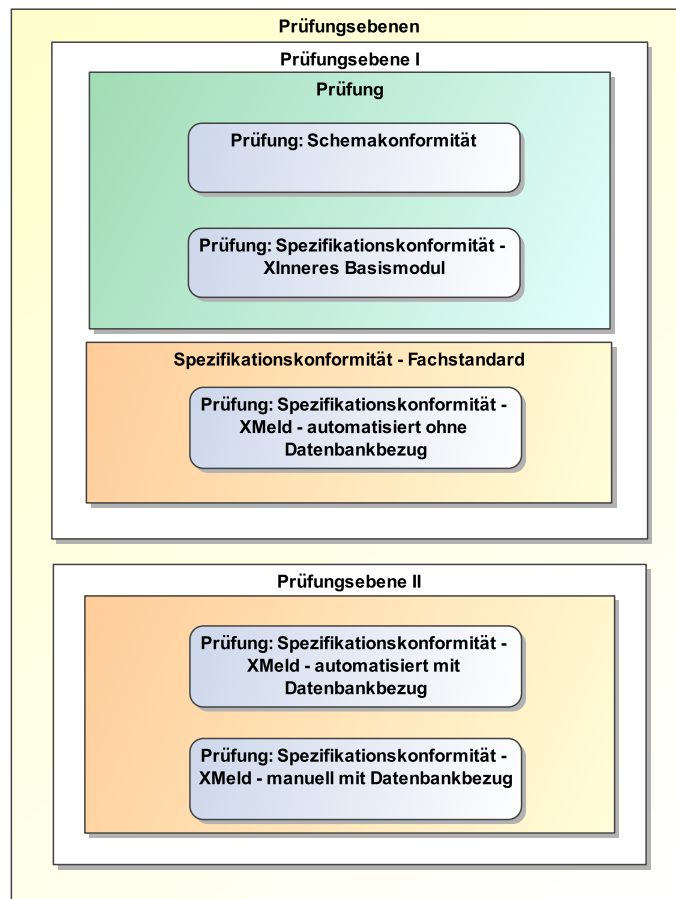 Prüfungsebenen
Prüfungsebene I
Prüfung
Prüfung: Schemakonformität
Prüfung: Spezifikationskonformität -
XInneres Basismodul
Spezifikationskonformität - Fachstandard
Prüfung: Spezifikationskonformität -
XMeld - automatisiert ohne
Datenbankbezug
Prüfungsebene II
Prüfung: Spezifikationskonformität -
XMeld - automatisiert mit
Datenbankbezug
Prüfung: Spezifikationskonformität -
XMeld - manuell mit Datenbankbezug